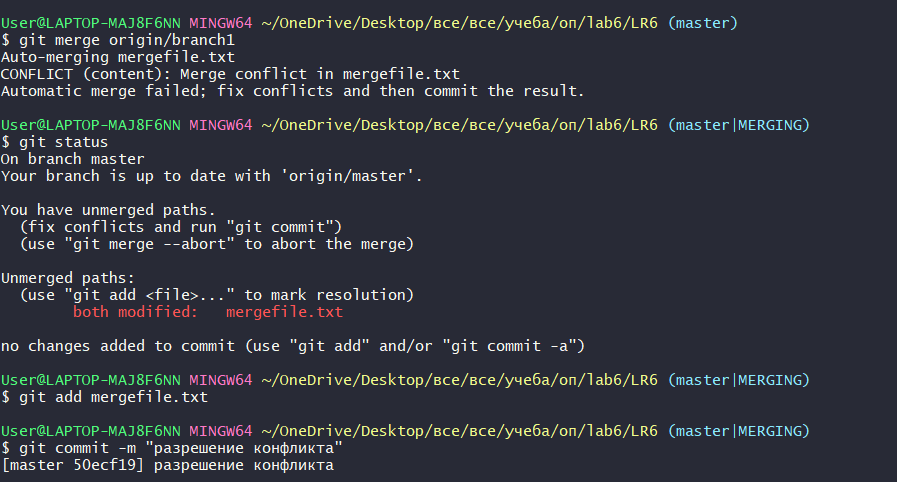 User@LAPTOP-MAJ8F6NN MINGW64 ~/OneDrive/Desktop/все/все/учеба/оп/lab6/LR6 (master)
$ git merge origin/branch1
Auto-merging mergefile.txt
CONFLICT (content): Merge conflict in mergefile.txt
Automatic merge failed; fix conflicts and then commit the result.
User@LAPTOP-MAJ8F6NN MINGW64 ~/OneDrive/Desktop/все/все/учеба/оп/lab6/LR6 (master|MERGING)
$ git status
On branch master
Your branch is up to date with 'origin/master'.
You have unmerged paths.
(fix conflicts and run "git commit")
(use "git merge --abort" to abort the merge)
Unmerged paths:
(use "git add <file>..." to mark resolution)
both modified:   mergefile.txt
no changes added to commit (use "git add" and/or "git commit -a")
User@LAPTOP-MAJ8F6NN MINGW64 ~/OneDrive/Desktop/все/все/учеба/оп/lab6/LR6 (master|MERGING)
$ git add mergefile.txt
User@LAPTOP-MAJ8F6NN MINGW64 ~/OneDrive/Desktop/все/все/учеба/оп/lab6/LR6 (master|MERGING)
$ git commit -m "разрешение конфликта"
[master 50ecf19] разрешение конфликта